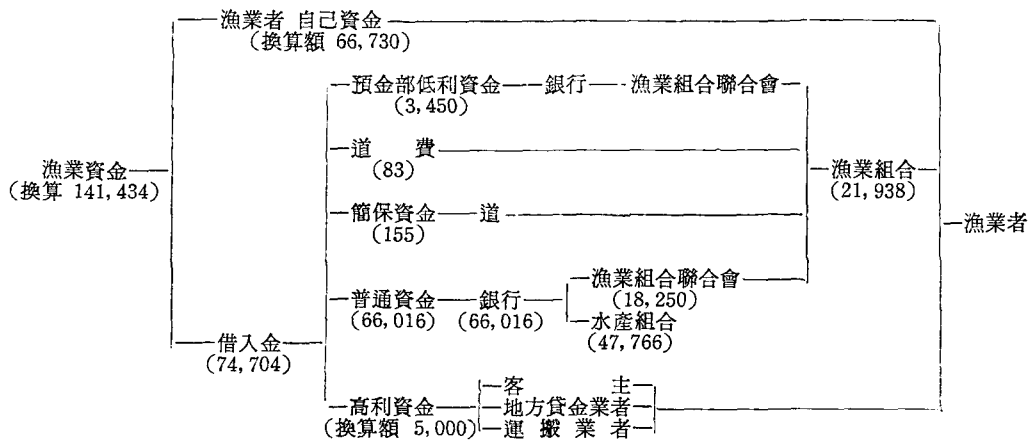 漁業者 自己資金
(換算額 66,730)
預金部低利資金 銀行 漁業組合聯合會
(3,450)
道 費
(83)
漁業資金
(換算 141,434)
漁業組合
(21,938)
簡保資金 道
(155)
漁業者
漁業組合聯合會
(18,250)
普通資金 銀行
(66,016) (66,016)
水產組合
(47,766)
借入金
(74,704)
客 主
高利資金 地方貸金業者
(換算額 5,000) 運搬業者